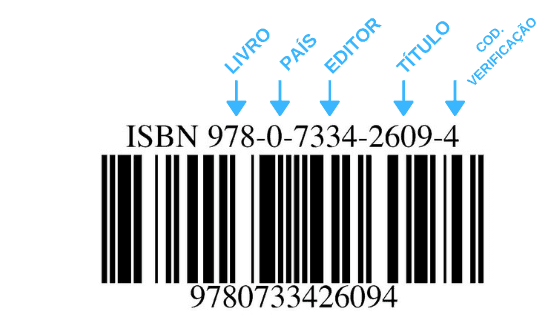 LIVRO
PAÍS
EDITOR
TÍTULO
COD.
VERIFICAÇÃO
ISBN 978-0-7334-2609-4
9780733426094